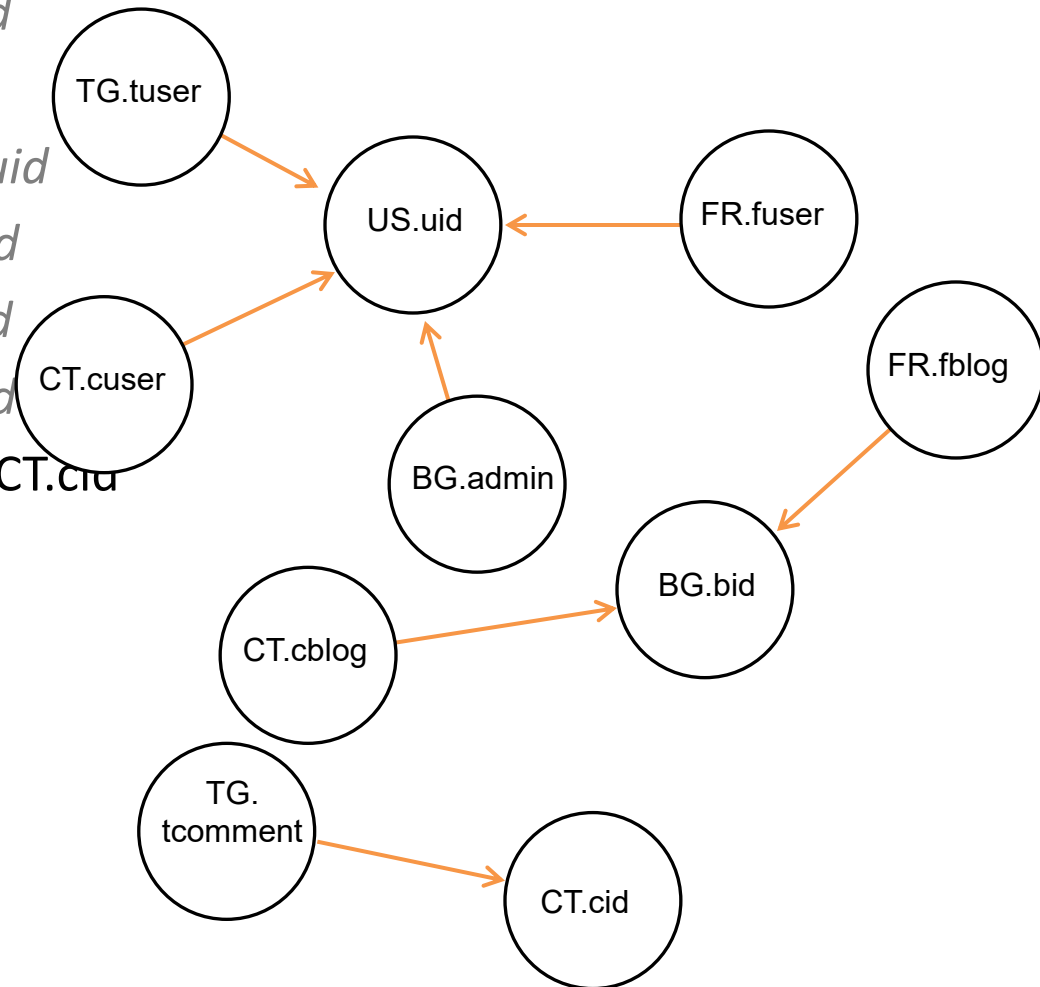 TG.tuser
uid
US.uid
FR.fuser
FR.fblog
CT.cuser
CT.cid
BG.admin
BG.bid
CT.cblog
TG.
tcomment
CT.cid